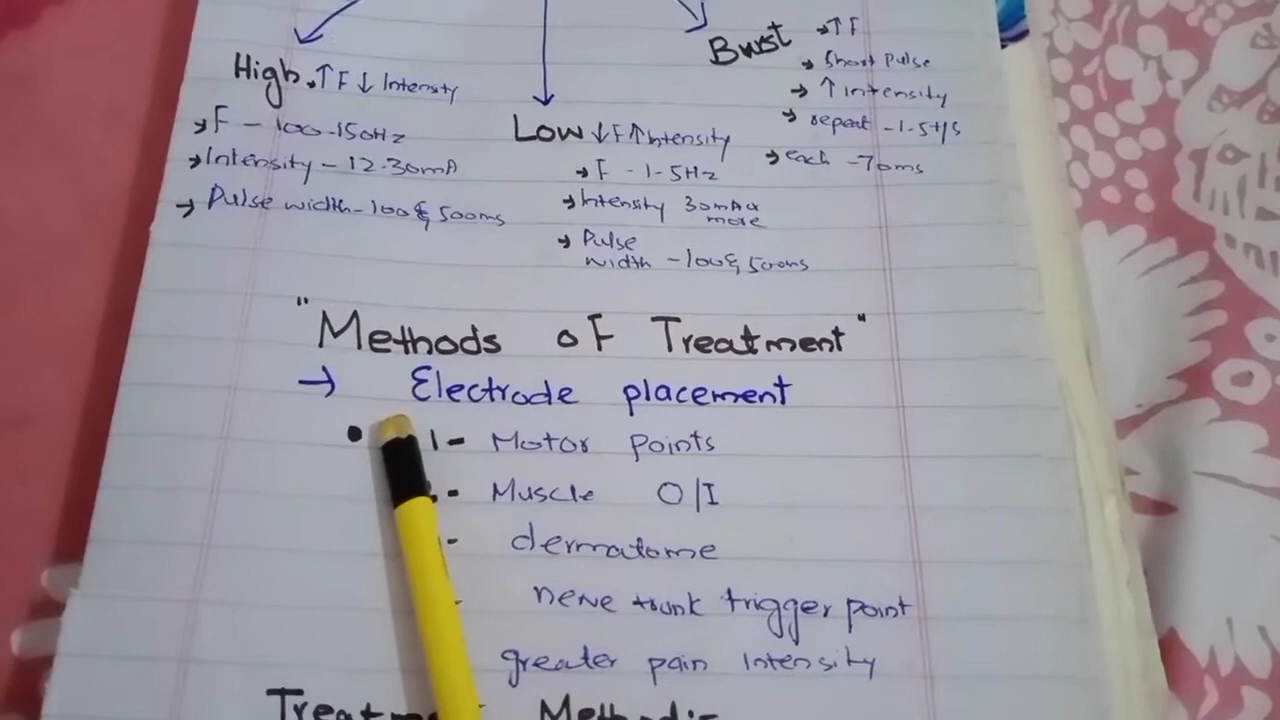 High ↑F ↓ Intensity
→ F - 100-150Hz
→ Intensity - 12-30mA
→ Pulse width - 100 & 500ms
Low ↓F ↑Intensity
→ F - 1-5Hz
→ Intensity 30mA &
more
→ Pulse
width - 100 & 500ms
Burst → ↑F
→ Short Pulse
→ ↑ intensity
→ repeat - 1-5
→ each - 70ms
"Methods of Treatment"
→ Electrode placement
• 1- Motor points
- Muscle O/I
- dermatome
- nerve trunk trigger point
greater pain Intensity